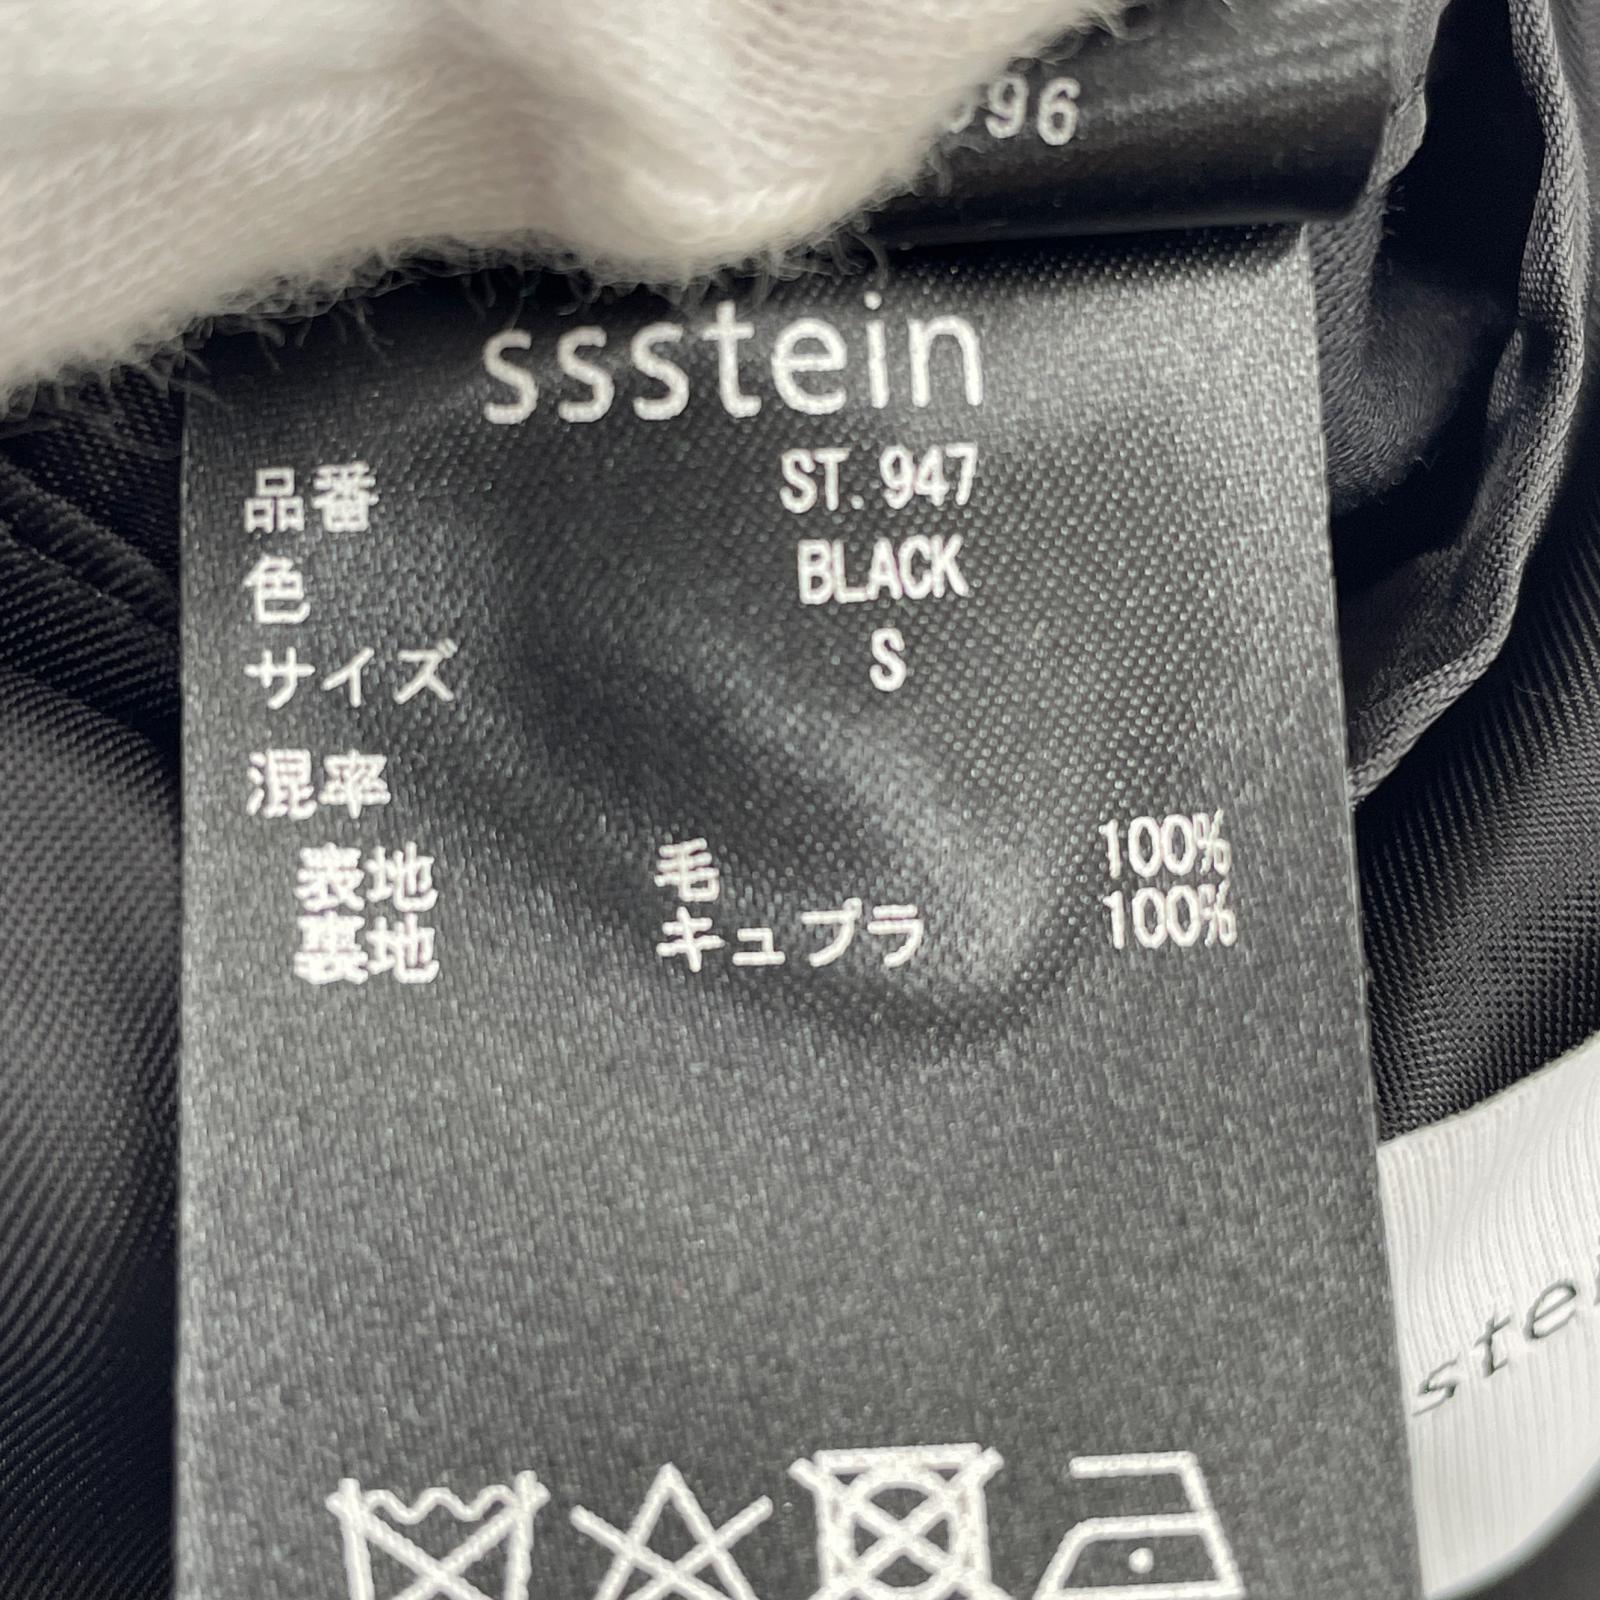 96
ssstein
品番 ST. 947
色 BLACK
サイズ S
混率
表地 毛 100%
裏地 キュプラ 100%